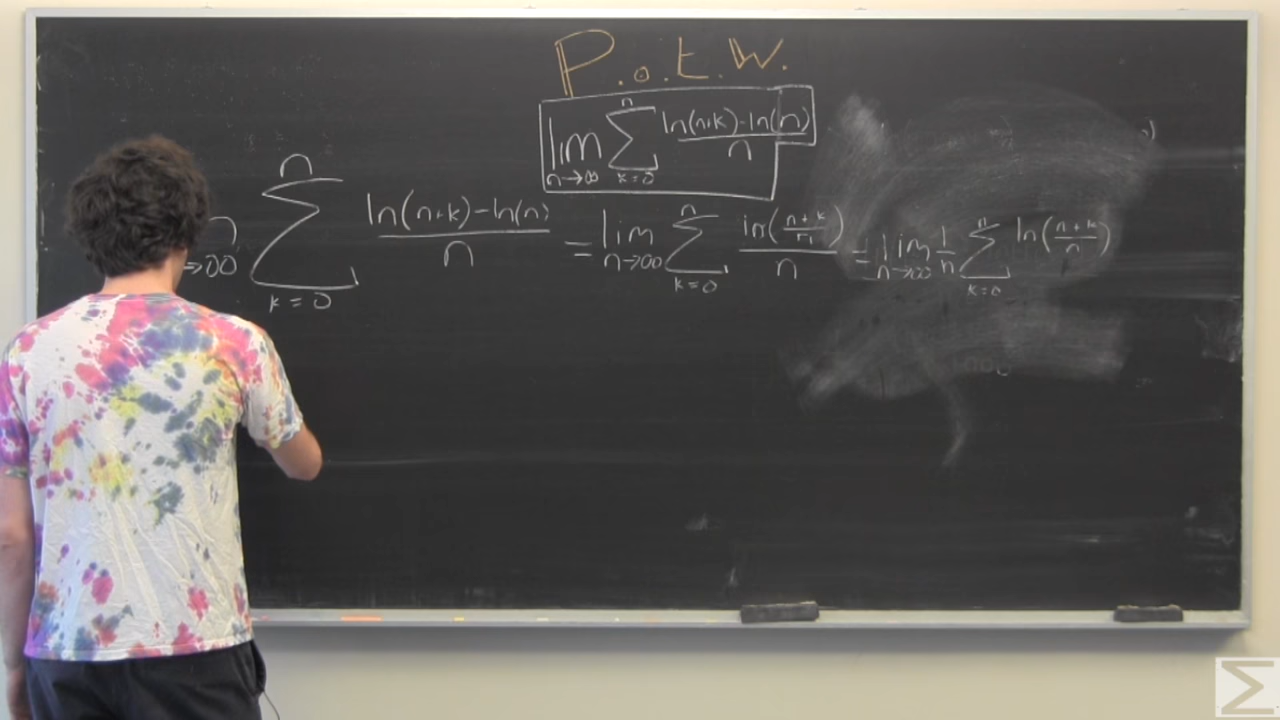 P.o.t.W.
lim n→∞ n∑k=0 ln(n+k)-ln(n)/n
n →∞ n∑k=0 ln(n+k)-ln(n)/n = lim n→∞ n∑k=0 ln(n+k/n)/n = lim n→∞ 1/n n∑k=0 ln(n+k/n)
Σ